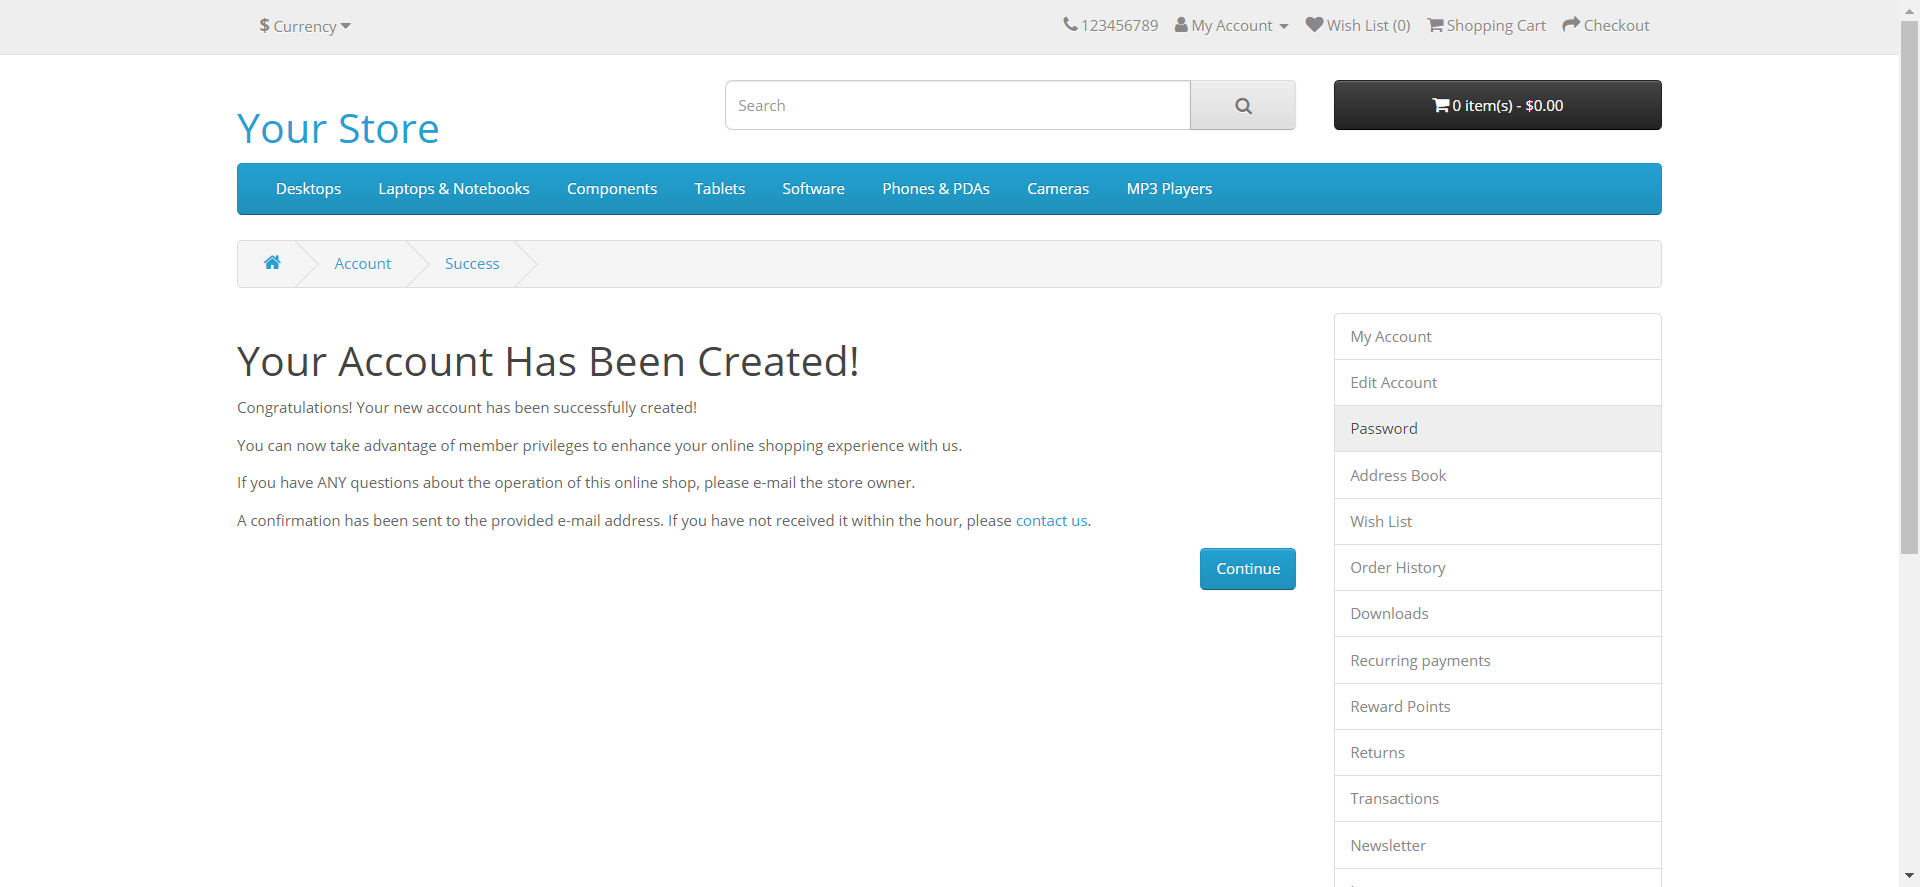 $ Currency
123456789
My Account
Wish List (0)
Shopping Cart
Checkout
Your Store
Search
0 item(s) - $0.00
Desktops
Laptops & Notebooks
Components
Tablets
Software
Phones & PDAs
Cameras
MP3 Players
Account
Success
Your Account Has Been Created!
Congratulations! Your new account has been successfully created!
You can now take advantage of member privileges to enhance your online shopping experience with us.
If you have ANY questions about the operation of this online shop, please e-mail the store owner.
A confirmation has been sent to the provided e-mail address. If you have not received it within the hour, please contact us.
Continue
My Account
Edit Account
Password
Address Book
Wish List
Order History
Downloads
Recurring payments
Reward Points
Returns
Transactions
Newsletter